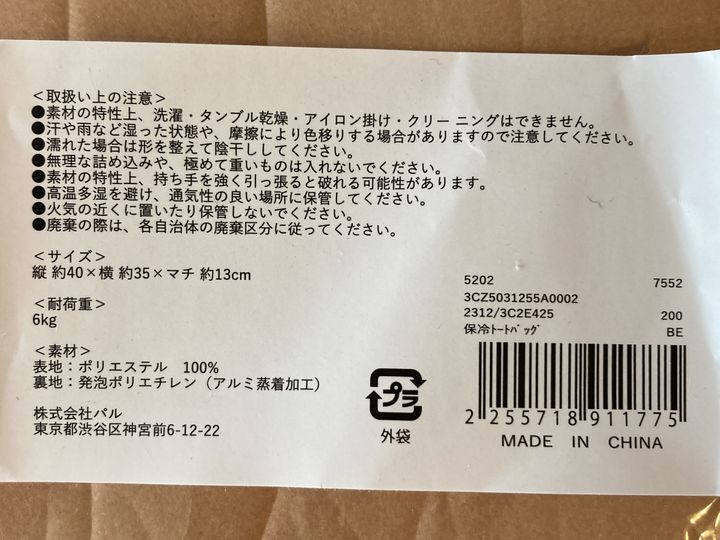 ＜取扱い上の注意＞
●素材の特性上、洗濯・タンブル乾燥・アイロン掛け・クリーニングはできません。
●汗や雨など湿った状態や、摩擦により色移りする場合がありますので注意してください。
●濡れた場合は形を整えて陰干ししてください。
●無理な詰め込みや、極めて重いものは入れないでください。
●素材の特性上、持ち手を強く引っ張ると破れる可能性があります。
●高温多湿を避け、通気性の良い場所に保管してください。
●火気の近くに置いたり保管しないでください。
●廃棄の際は、各自治体の廃棄区分に従ってください。
＜サイズ＞
縦 約40×横 約35×マチ 約13cm
＜耐荷重＞
6kg
＜素材＞
表地：ポリエステル 100%
裏地：発泡ポリエチレン（アルミ蒸着加工）
株式会社パル
東京都渋谷区神宮前6-12-22
プラ
外袋
5202 7552
3CZ5031255A0002
2312/3C2E425 200
保冷ﾄｰﾄﾊﾞｯｸﾞ BE
2 255718 911775
MADE IN CHINA